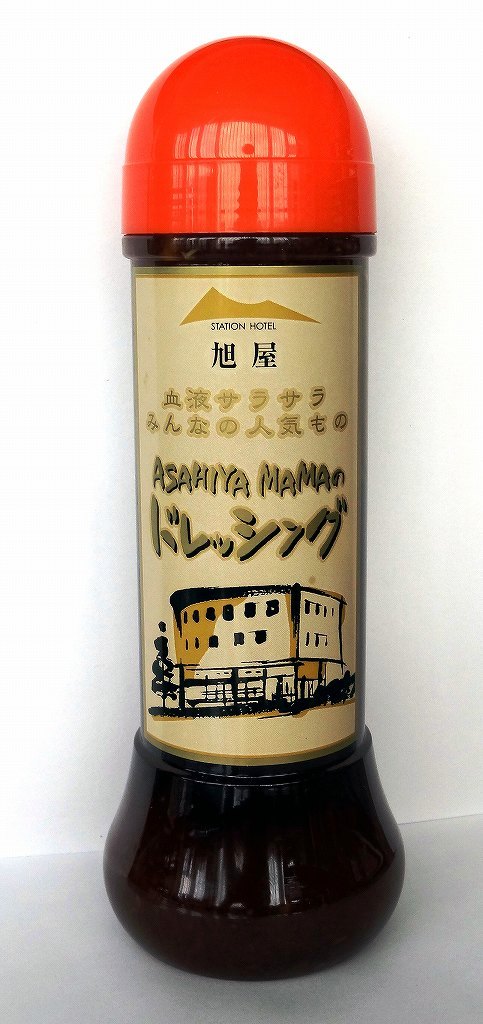 STATION HOTEL
旭屋
血液サラサラ
みんなの人気もの
ASAHIYA MAMAの
ドレッシング